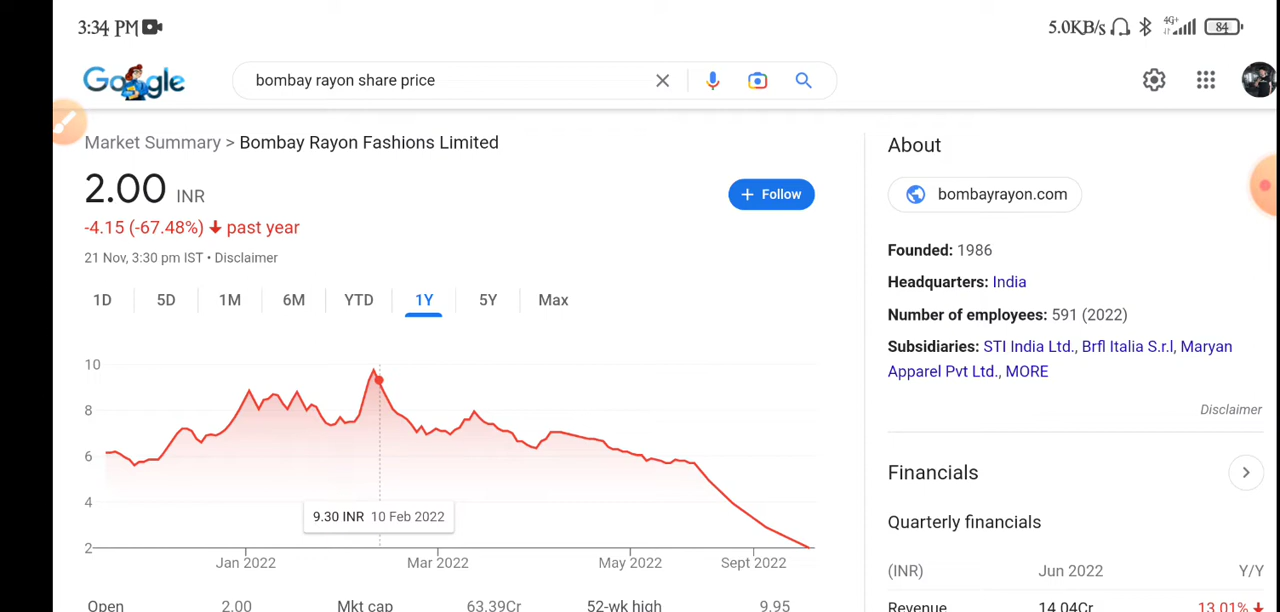 3:34 PM
5.0KB/s 4G+ 84
Google
bombay rayon share price
Market Summary > Bombay Rayon Fashions Limited
2.00 INR
+ Follow
-4.15 (-67.48%) ↓ past year
21 Nov, 3:30 pm IST • Disclaimer
1D 5D 1M 6M YTD 1Y 5Y Max
10
8
6
4
2
9.30 INR 10 Feb 2022
Jan 2022 Mar 2022 May 2022 Sept 2022
Open 2.00 Mkt cap 63.39Cr 52-wk high 9.95
About
bombayrayon.com
Founded: 1986
Headquarters: India
Number of employees: 591 (2022)
Subsidiaries: STI India Ltd., Brfl Italia S.r.l, Maryan
Apparel Pvt Ltd., MORE
Disclaimer
Financials
Quarterly financials
(INR) Jun 2022 Y/Y
Revenue 14.04Cr 13.01% ↓